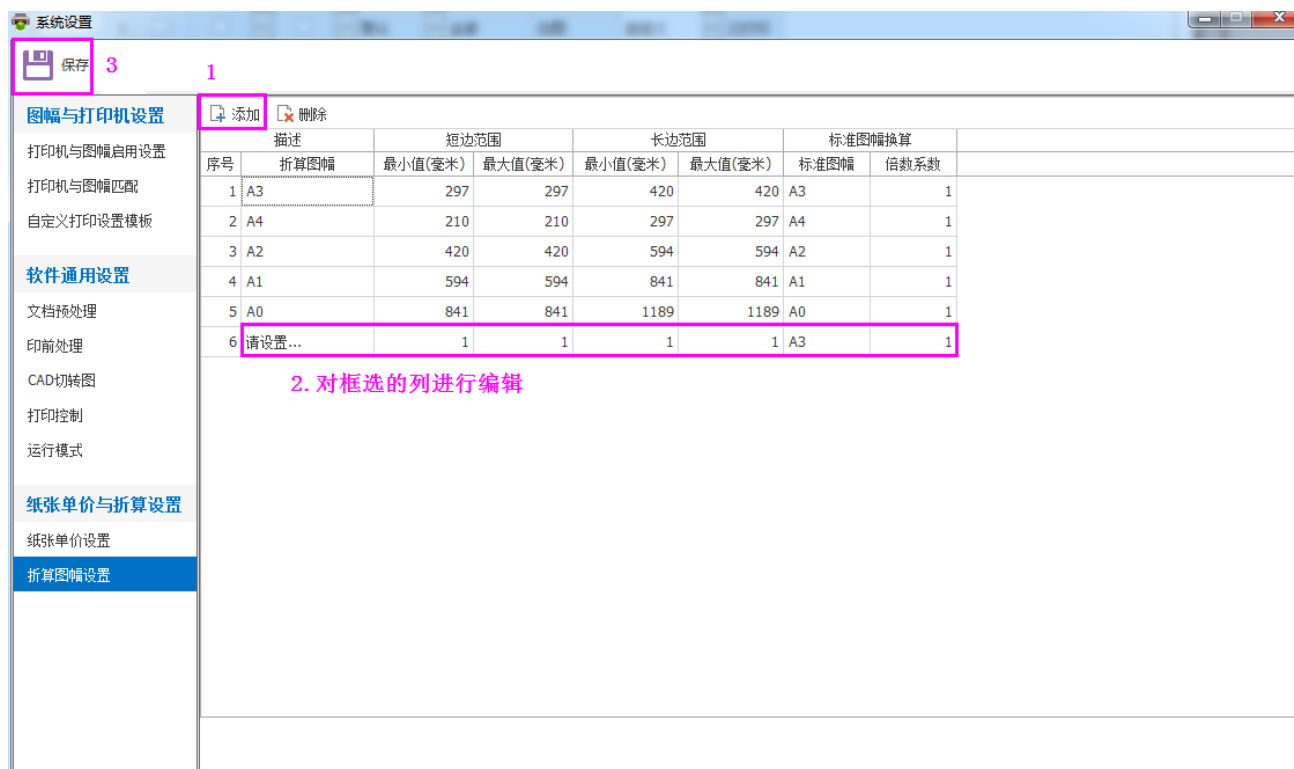 系统设置
保存 3
1
图幅与打印机设置
打印机与图幅启用设置
打印机与图幅匹配
自定义打印设置模板
软件通用设置
文档预处理
印前处理
CAD切转图
打印控制
运行模式
纸张单价与折算设置
纸张单价设置
折算图幅设置
添加 删除
描述 短边范围 长边范围 标准图幅换算
序号 折算图幅 最小值(毫米) 最大值(毫米) 最小值(毫米) 最大值(毫米) 标准图幅 倍数系数
1 A3 297 297 420 420 A3 1
2 A4 210 210 297 297 A4 1
3 A2 420 420 594 594 A2 1
4 A1 594 594 841 841 A1 1
5 A0 841 841 1189 1189 A0 1
6 请设置... 1 1 1 1 A3 1
2. 对框选的列进行编辑